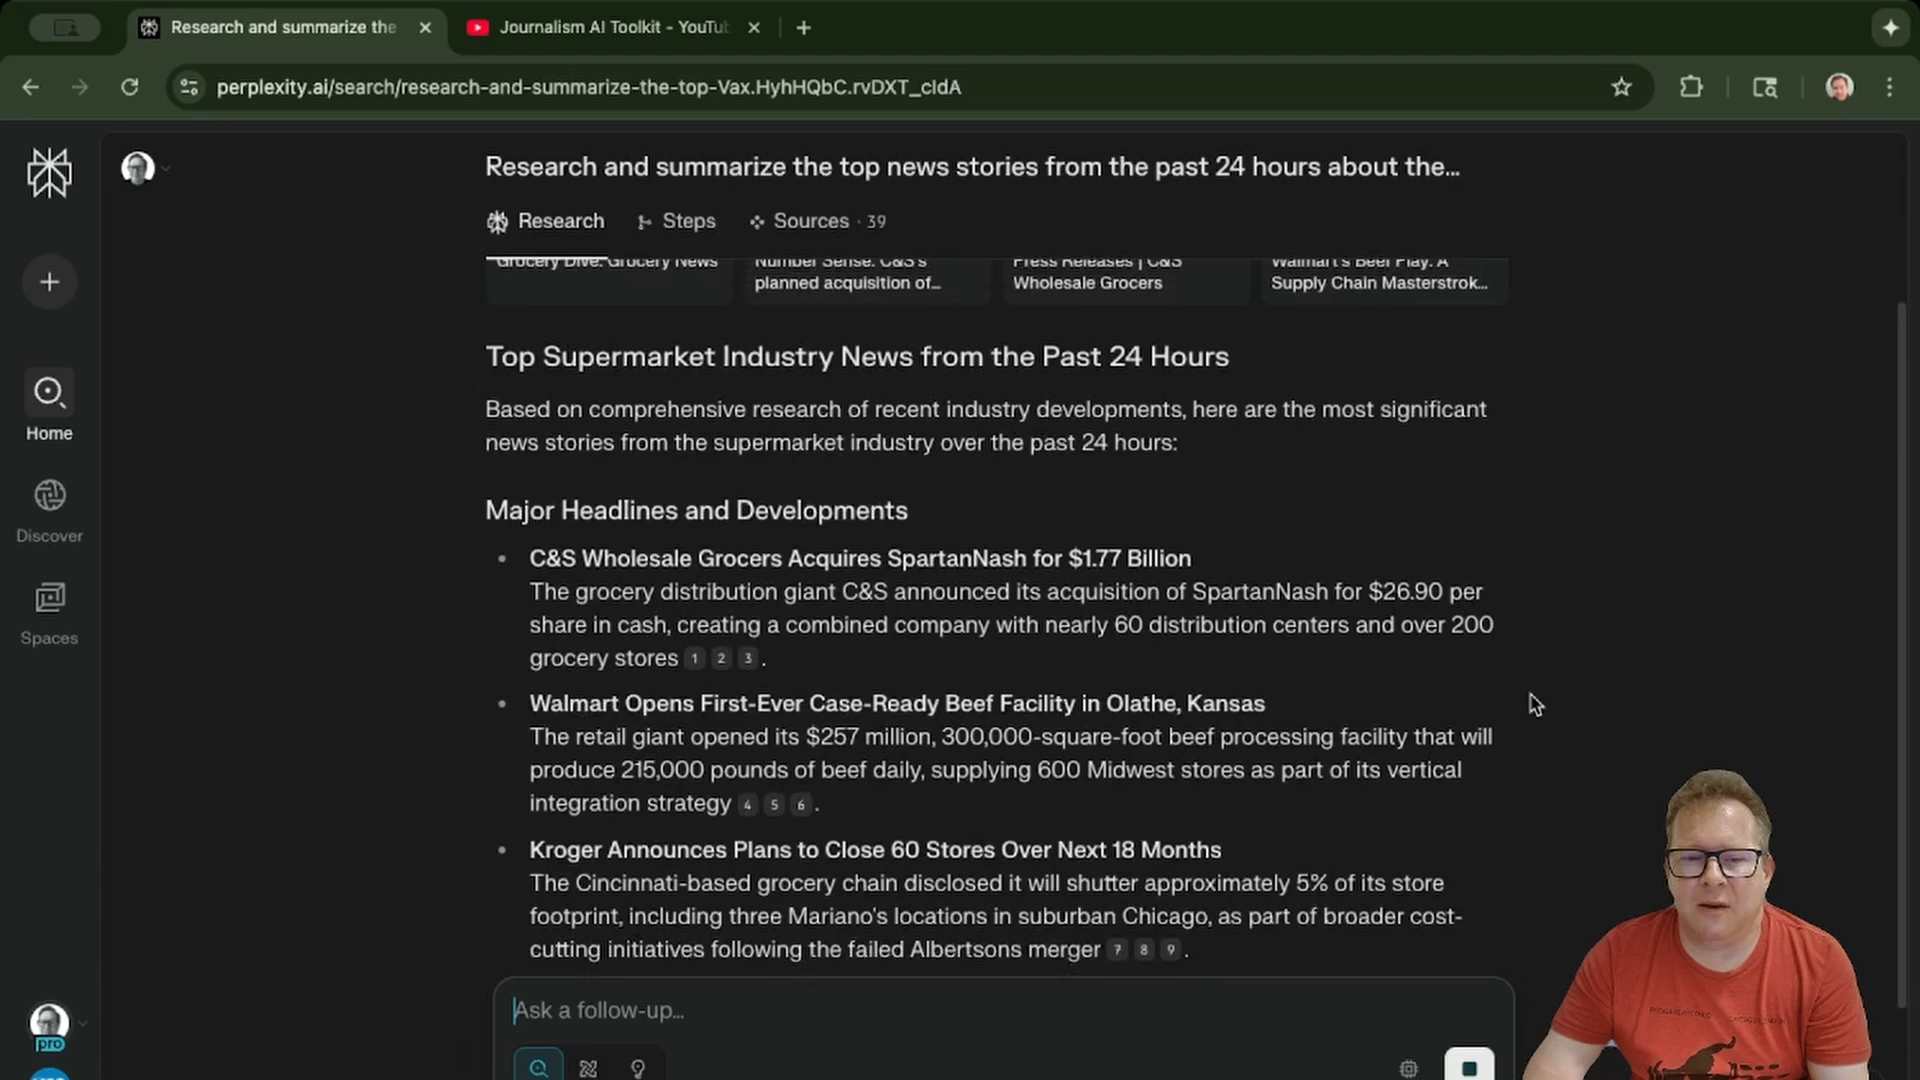 Research and summarize the
Journalism AI Toolkit - YouTu
perplexity.ai/search/research-and-summarize-the-top-Vax.HyhHQbC.rvDXT_cIdA
Research and summarize the top news stories from the past 24 hours about the...
Research Steps Sources · 39
Grocery Dive: Grocery News
Number Sense: C&S's
planned acquisition of...
Press Releases | C&S
Wholesale Grocers
Walmart's Beef Play: A
Supply Chain Masterstrok...
Top Supermarket Industry News from the Past 24 Hours
Based on comprehensive research of recent industry developments, here are the most significant
news stories from the supermarket industry over the past 24 hours:
Major Headlines and Developments
• C&S Wholesale Grocers Acquires SpartanNash for $1.77 Billion
The grocery distribution giant C&S announced its acquisition of SpartanNash for $26.90 per
share in cash, creating a combined company with nearly 60 distribution centers and over 200
grocery stores 1 2 3 .
• Walmart Opens First-Ever Case-Ready Beef Facility in Olathe, Kansas
The retail giant opened its $257 million, 300,000-square-foot beef processing facility that will
produce 215,000 pounds of beef daily, supplying 600 Midwest stores as part of its vertical
integration strategy 4 5 6 .
• Kroger Announces Plans to Close 60 Stores Over Next 18 Months
The Cincinnati-based grocery chain disclosed it will shutter approximately 5% of its store
footprint, including three Mariano's locations in suburban Chicago, as part of broader cost-
cutting initiatives following the failed Albertsons merger 7 8 9 .
Ask a follow-up...
Home
Discover
Spaces
pro